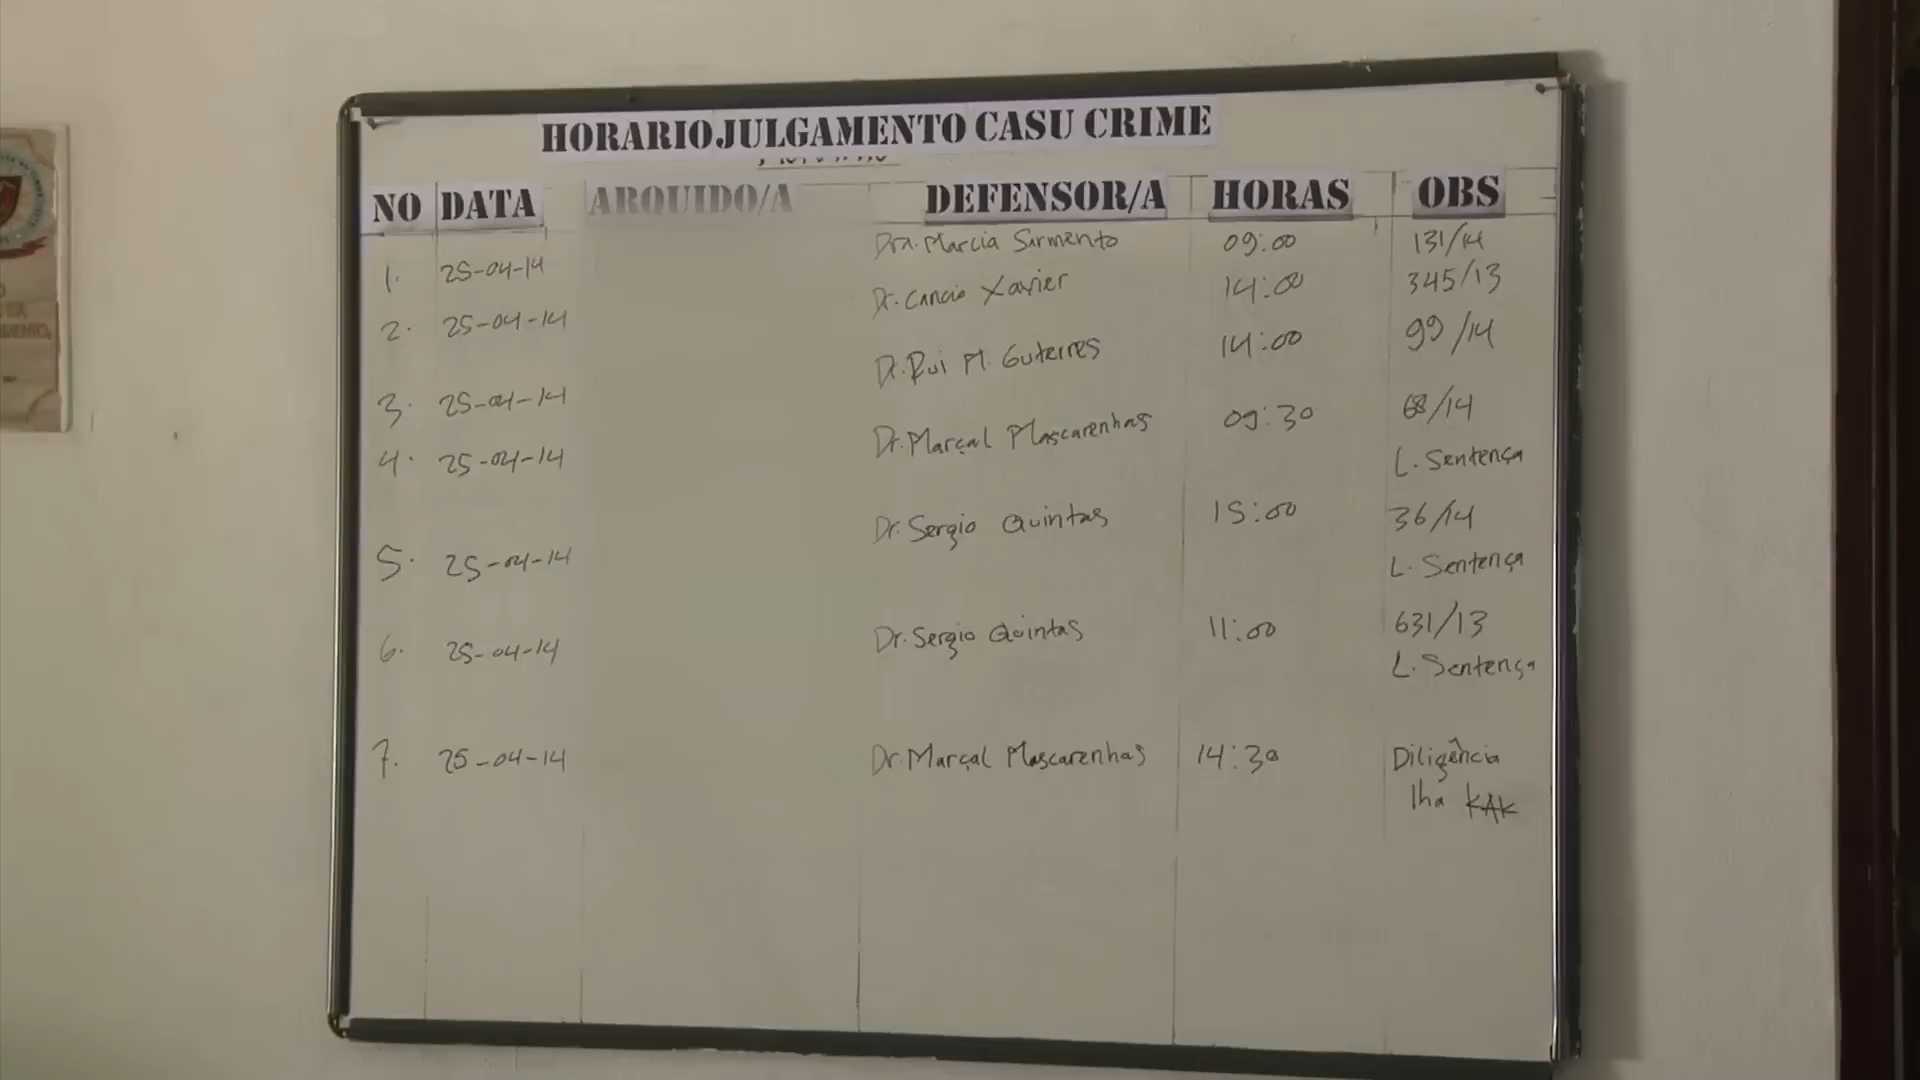 HORARIO JULGAMENTO CASU CRIME
NO DATA ARQUIDO/A DEFENSOR/A HORAS OBS
1. 25-04-14 Dra. Marcia Sarmento 09:00 131/14
2. 25-04-14 Dr. Cancio Xavier 14:00 345/13
3. 25-04-14 Dr. Rui M. Guterres 14:00 99/14
4. 25-04-14 Dr. Marçal Mascarenhas 09:30 68/14
L. Sentença
5. 25-04-14 Dr. Sergio Quintas 15:00 36/14
L. Sentença
6. 25-04-14 Dr. Sergio Quintas 11:00 631/13
L. Sentença
7. 25-04-14 Dr. Marçal Mascarenhas 14:30 Diligência
Iha KAK